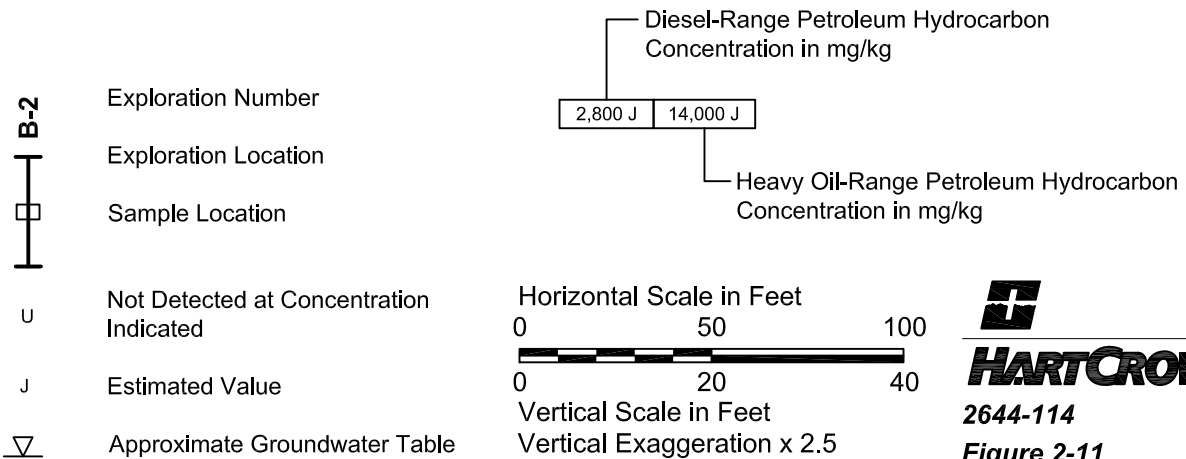 Diesel-Range Petroleum Hydrocarbon
Concentration in mg/kg
2,800 J 14,000 J
Heavy Oil-Range Petroleum Hydrocarbon
Concentration in mg/kg
B-2
Exploration Number
Exploration Location
Sample Location
U Not Detected at Concentration
Indicated
J Estimated Value
Approximate Groundwater Table
Horizontal Scale in Feet
0 50 100
0 20 40
Vertical Scale in Feet
Vertical Exaggeration x 2.5
2644-114
Figure 2-11